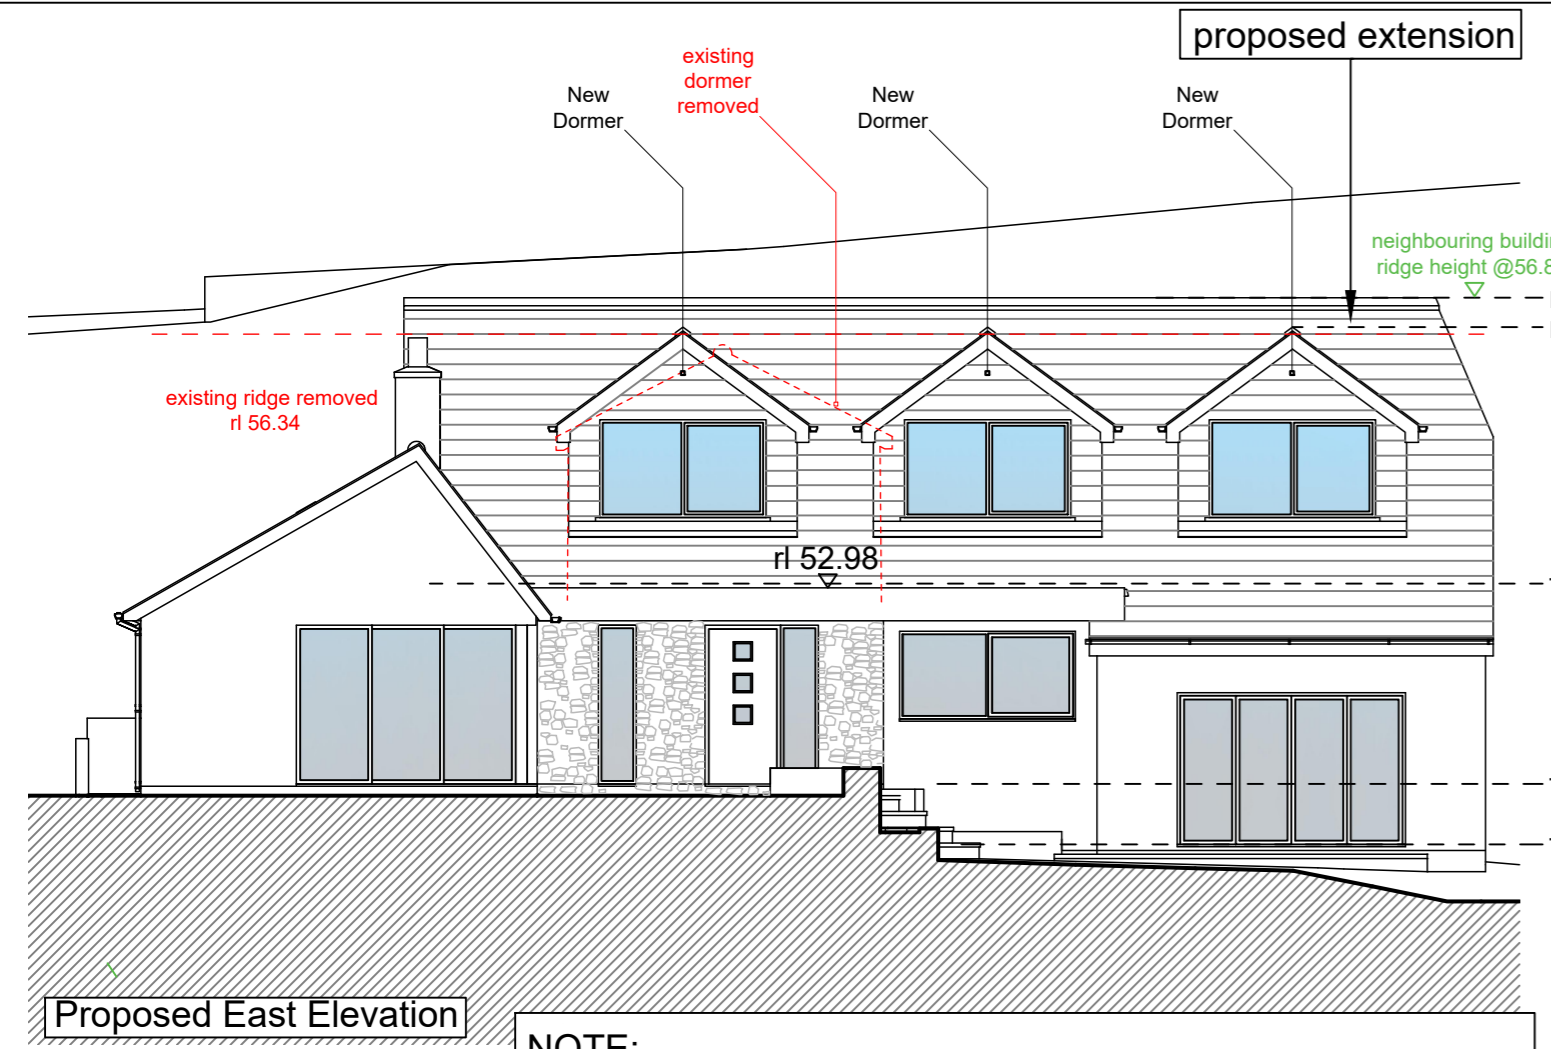 proposed extension
existing
dormer
removed
New
Dormer
New
Dormer
New
Dormer
neighbouring
ridge height @56.8
existing ridge removed
rl 56.34
rl 52.98
Proposed East Elevation
NOTE: